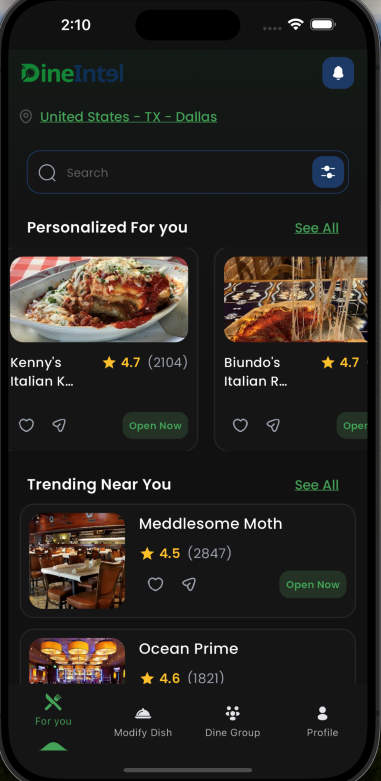 2:10
DineIntel
United States - TX - Dallas
Search
Personalized For you
See All
Kenny's
Italian K...
4.7 (2104)
Biundo's
Italian R...
4.7
Open Now
Open
Trending Near You
See All
Meddlesome Moth
4.5 (2847)
Open Now
Ocean Prime
4.6 (1821)
For you
Modify Dish
Dine Group
Profile